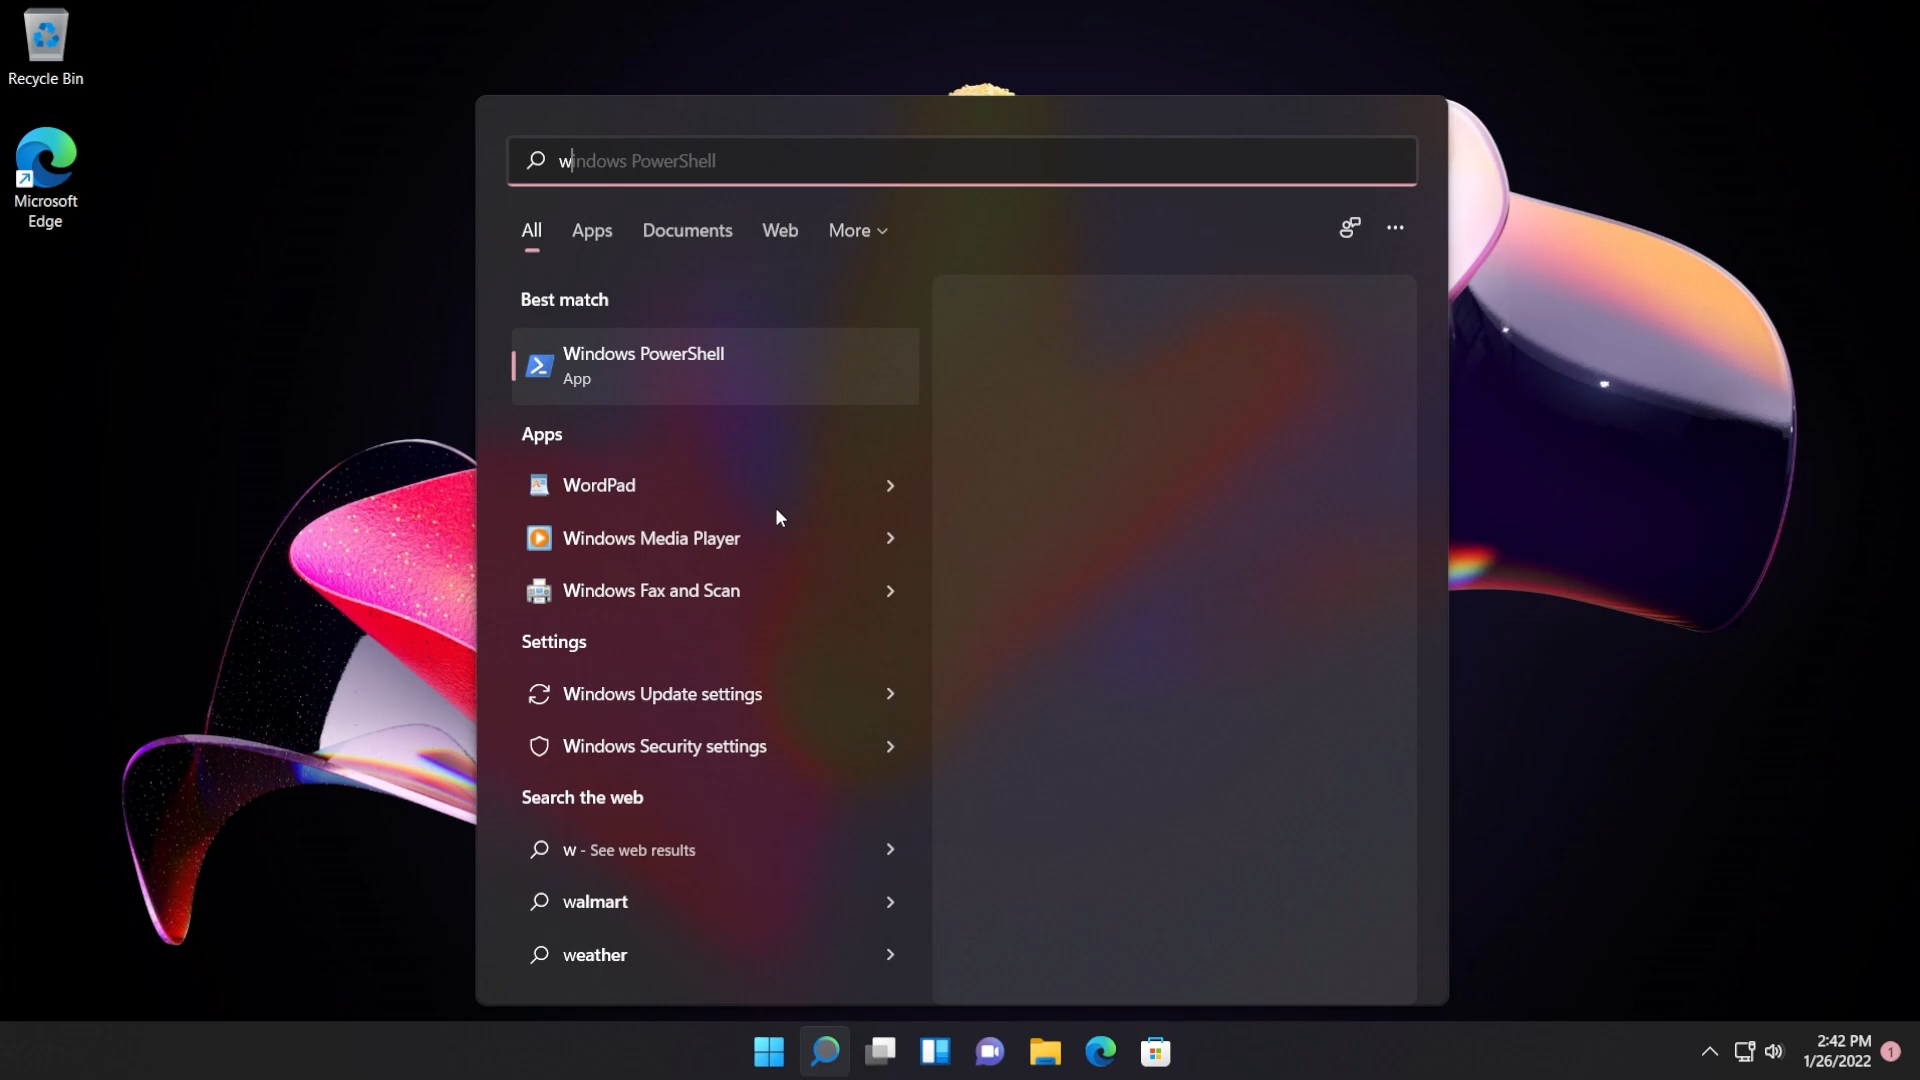 Recycle Bin
Microsoft
Edge
windows PowerShell
All Apps Documents Web More
Best match
Windows PowerShell
App
Apps
WordPad
Windows Media Player
Windows Fax and Scan
Settings
Windows Update settings
Windows Security settings
Search the web
w - See web results
walmart
weather
2:42 PM
1/26/2022
1